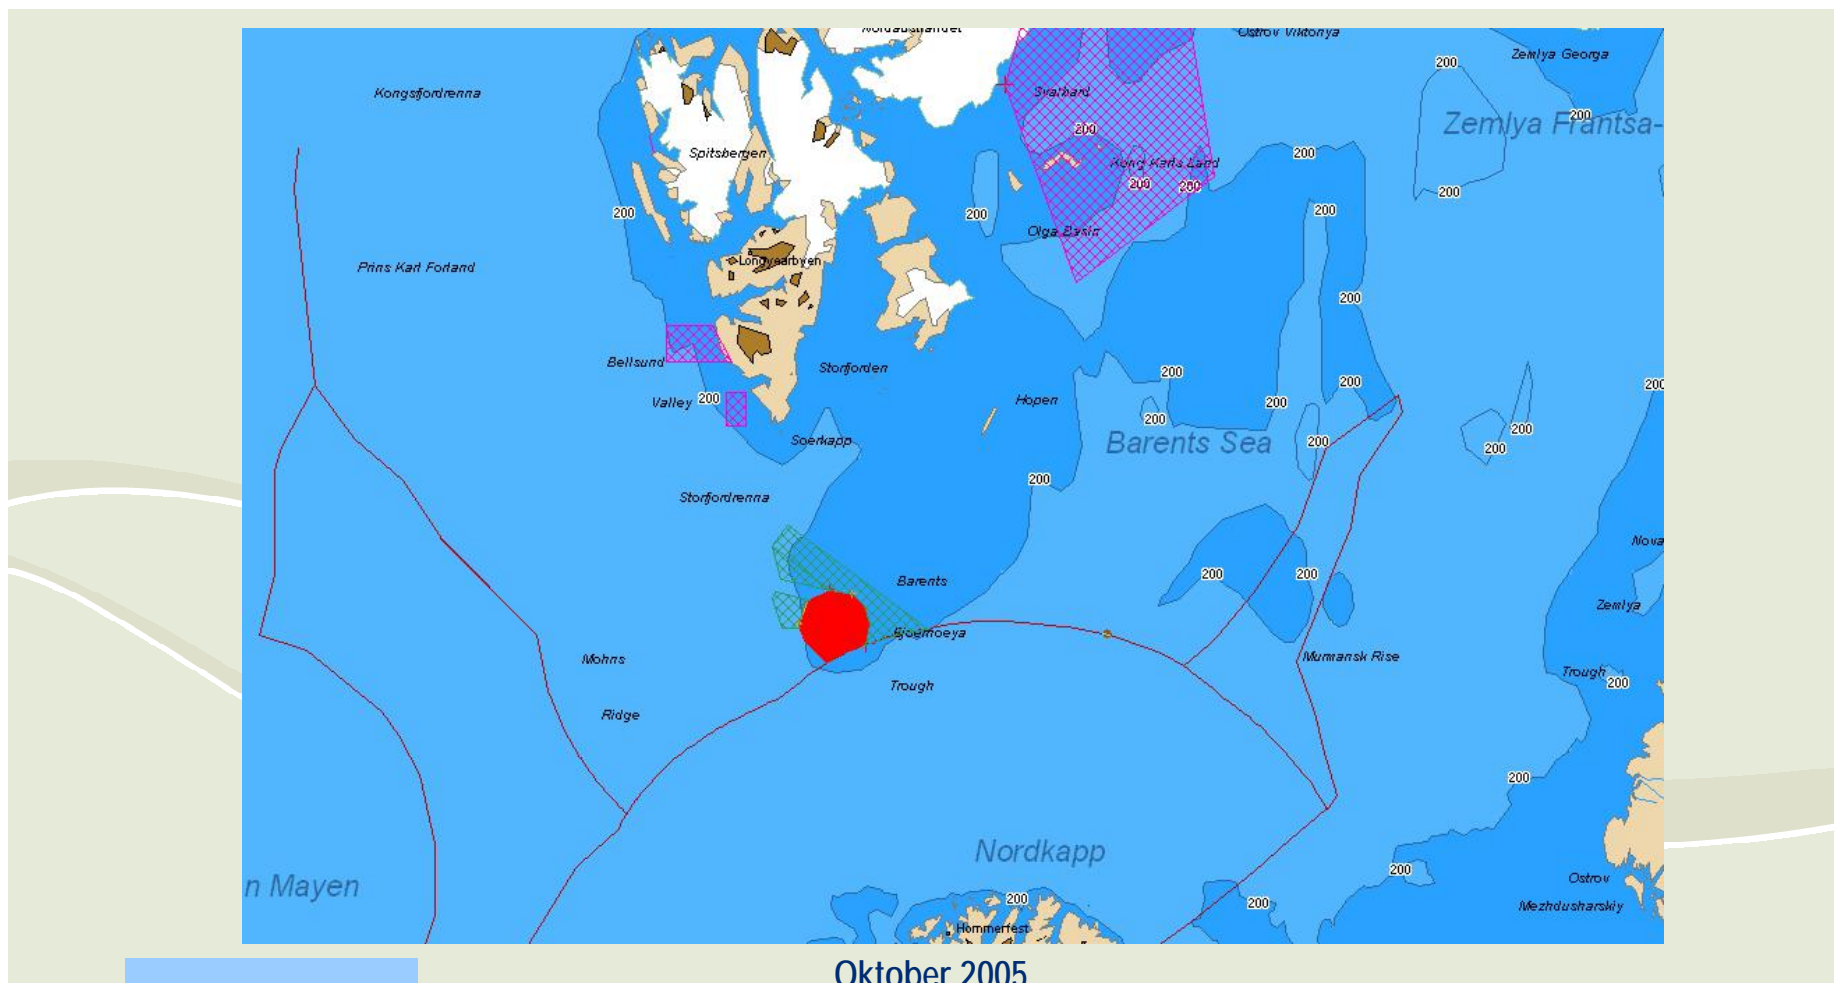 Nordaustlandet
Ostrov Viktoriya
Zemlya Georga
200
Kongsfjordrenna
Svalbard
200
Zemlya Frantsa-
200
Spitsbergen
200
Kong Karls Land
200
200
200
200
200
200
Olga Basin
Longyearbyen
Prins Karl Forland
200
Bellsund
Storfjorden
200
200
200
Valley
200
Hopen
200
200
200
Soerkapp
Barents Sea
200
200
200
Storfjordrenna
Nova
Barents
200
200
Zemlya
Bjoernoeya
Mohns
Murmansk Rise
Trough
200
Trough
Ridge
200
Nordkapp
200
n Mayen
Ostrov
200
200
Mezhdusharskiy
Hammerfest
Oktober 2005